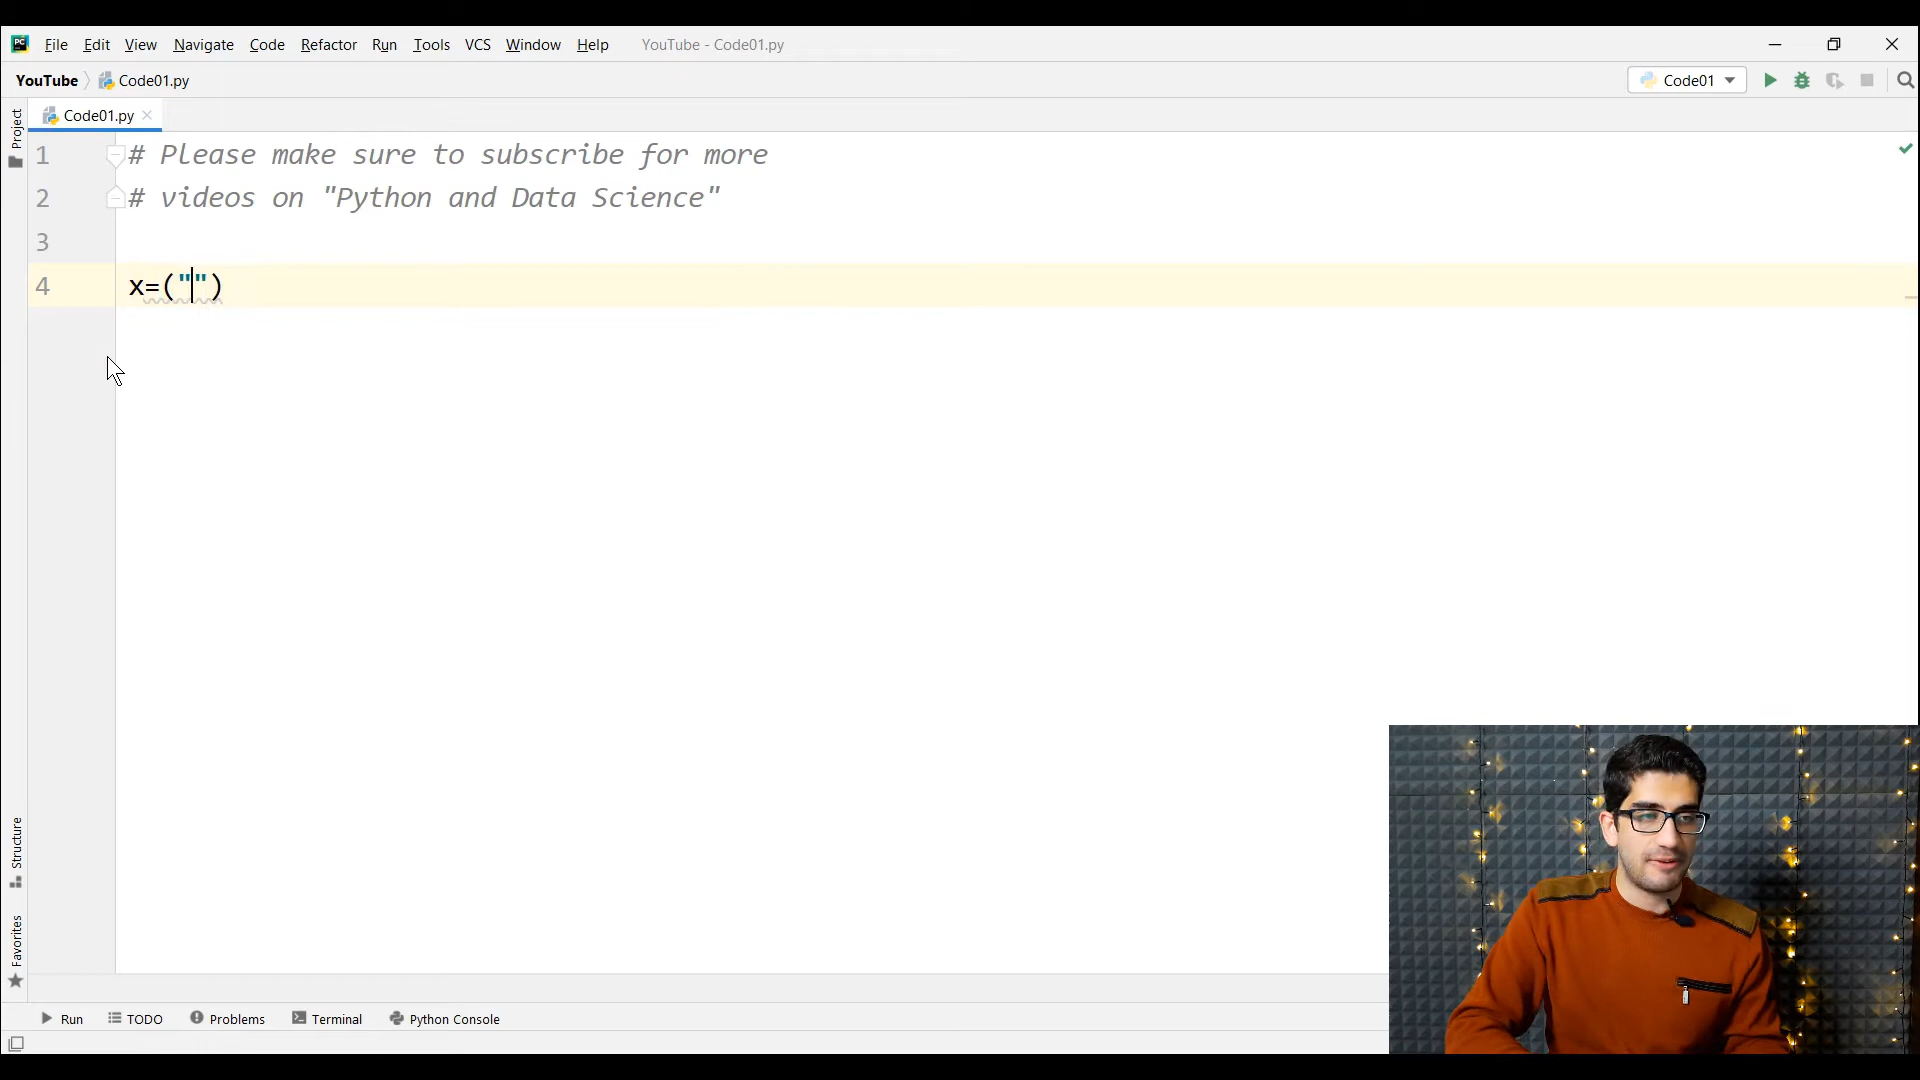 PC File Edit View Navigate Code Refactor Run Tools VCS Window Help YouTube - Code01.py
YouTube Code01.py Code01
Code01.py
Project
1 # Please make sure to subscribe for more
2 # videos on "Python and Data Science"
3
4 x=("")
Structure
Favorites
Run TODO Problems Terminal Python Console